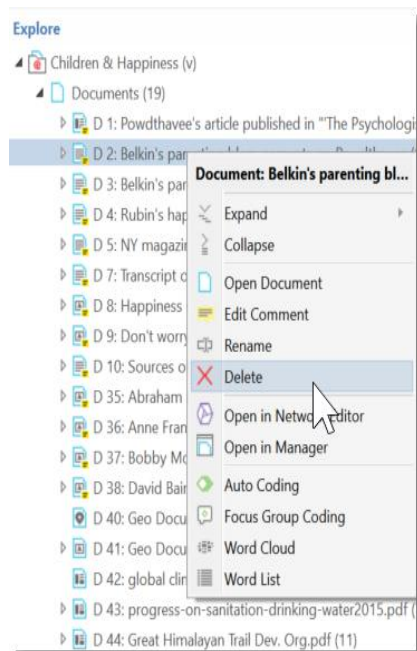 Explore
Children & Happiness (v)
Documents (19)
D 1: Powdthavee's article published in "'The Psychologi
D 2: Belkin's
D 3: Belkin's par
D 4: Rubin's hap
D 5: NY magazi
D 7: Transcript o
D 8: Happiness
D 9: Don't worry
D 10: Sources o
D 35: Abraham
D 36: Anne Fran
D 37: Bobby Mc
D 38: David Bair
D 40: Geo Docu
D 41: Geo Docu
D 42: global clin
D 43: progress-on-sanitation-drinking-water2015.pdf (
D 44: Great Himalayan Trail Dev. Org.pdf (11)
Document: Belkin's parenting bl...
Expand
Collapse
Open Document
Edit Comment
Rename
Delete
Open in Network Editor
Open in Manager
Auto Coding
Focus Group Coding
Word Cloud
Word List